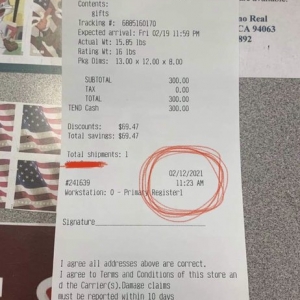 Contents:
gifts
Tracking #: 6885160170
Expected arrival: Fri 02/19 11:59 PM
Actual Wt: 15.85 lbs
Rating Wt: 16 lbs
Pkg Dims: 13.00 x 12.00 x 8.00
SUBTOTAL 300.00
TAX 0.00
TOTAL 300.00
TEND Cash 300.00
Discounts: $69.47
Total savings: $69.47
Total shipments: 1
02/12/2021
#241639 11:23 AM
Workstation: 0 - Primary Register1
Signature
I agree all addresses above are correct.
I agree to Terms and Conditions of this store an
d the Carrier(s).Damage claims
must be reported within 10 days
no Real
CA 94063
892